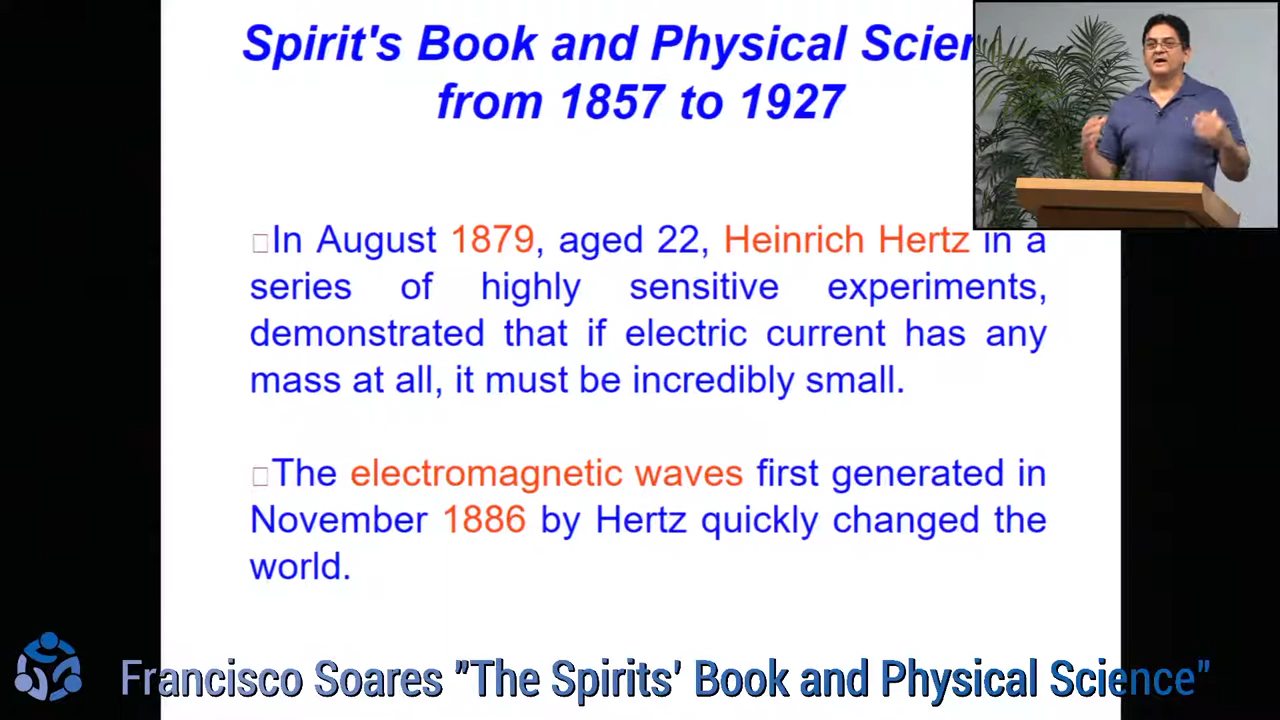 Spirit's Book and Physical Scien
from 1857 to 1927
In August 1879, aged 22, Heinrich Hertz in a
series of highly sensitive experiments,
demonstrated that if electric current has any
mass at all, it must be incredibly small.
The electromagnetic waves first generated in
November 1886 by Hertz quickly changed the
world.
Francisco Soares "The Spirits' Book and Physical Science"